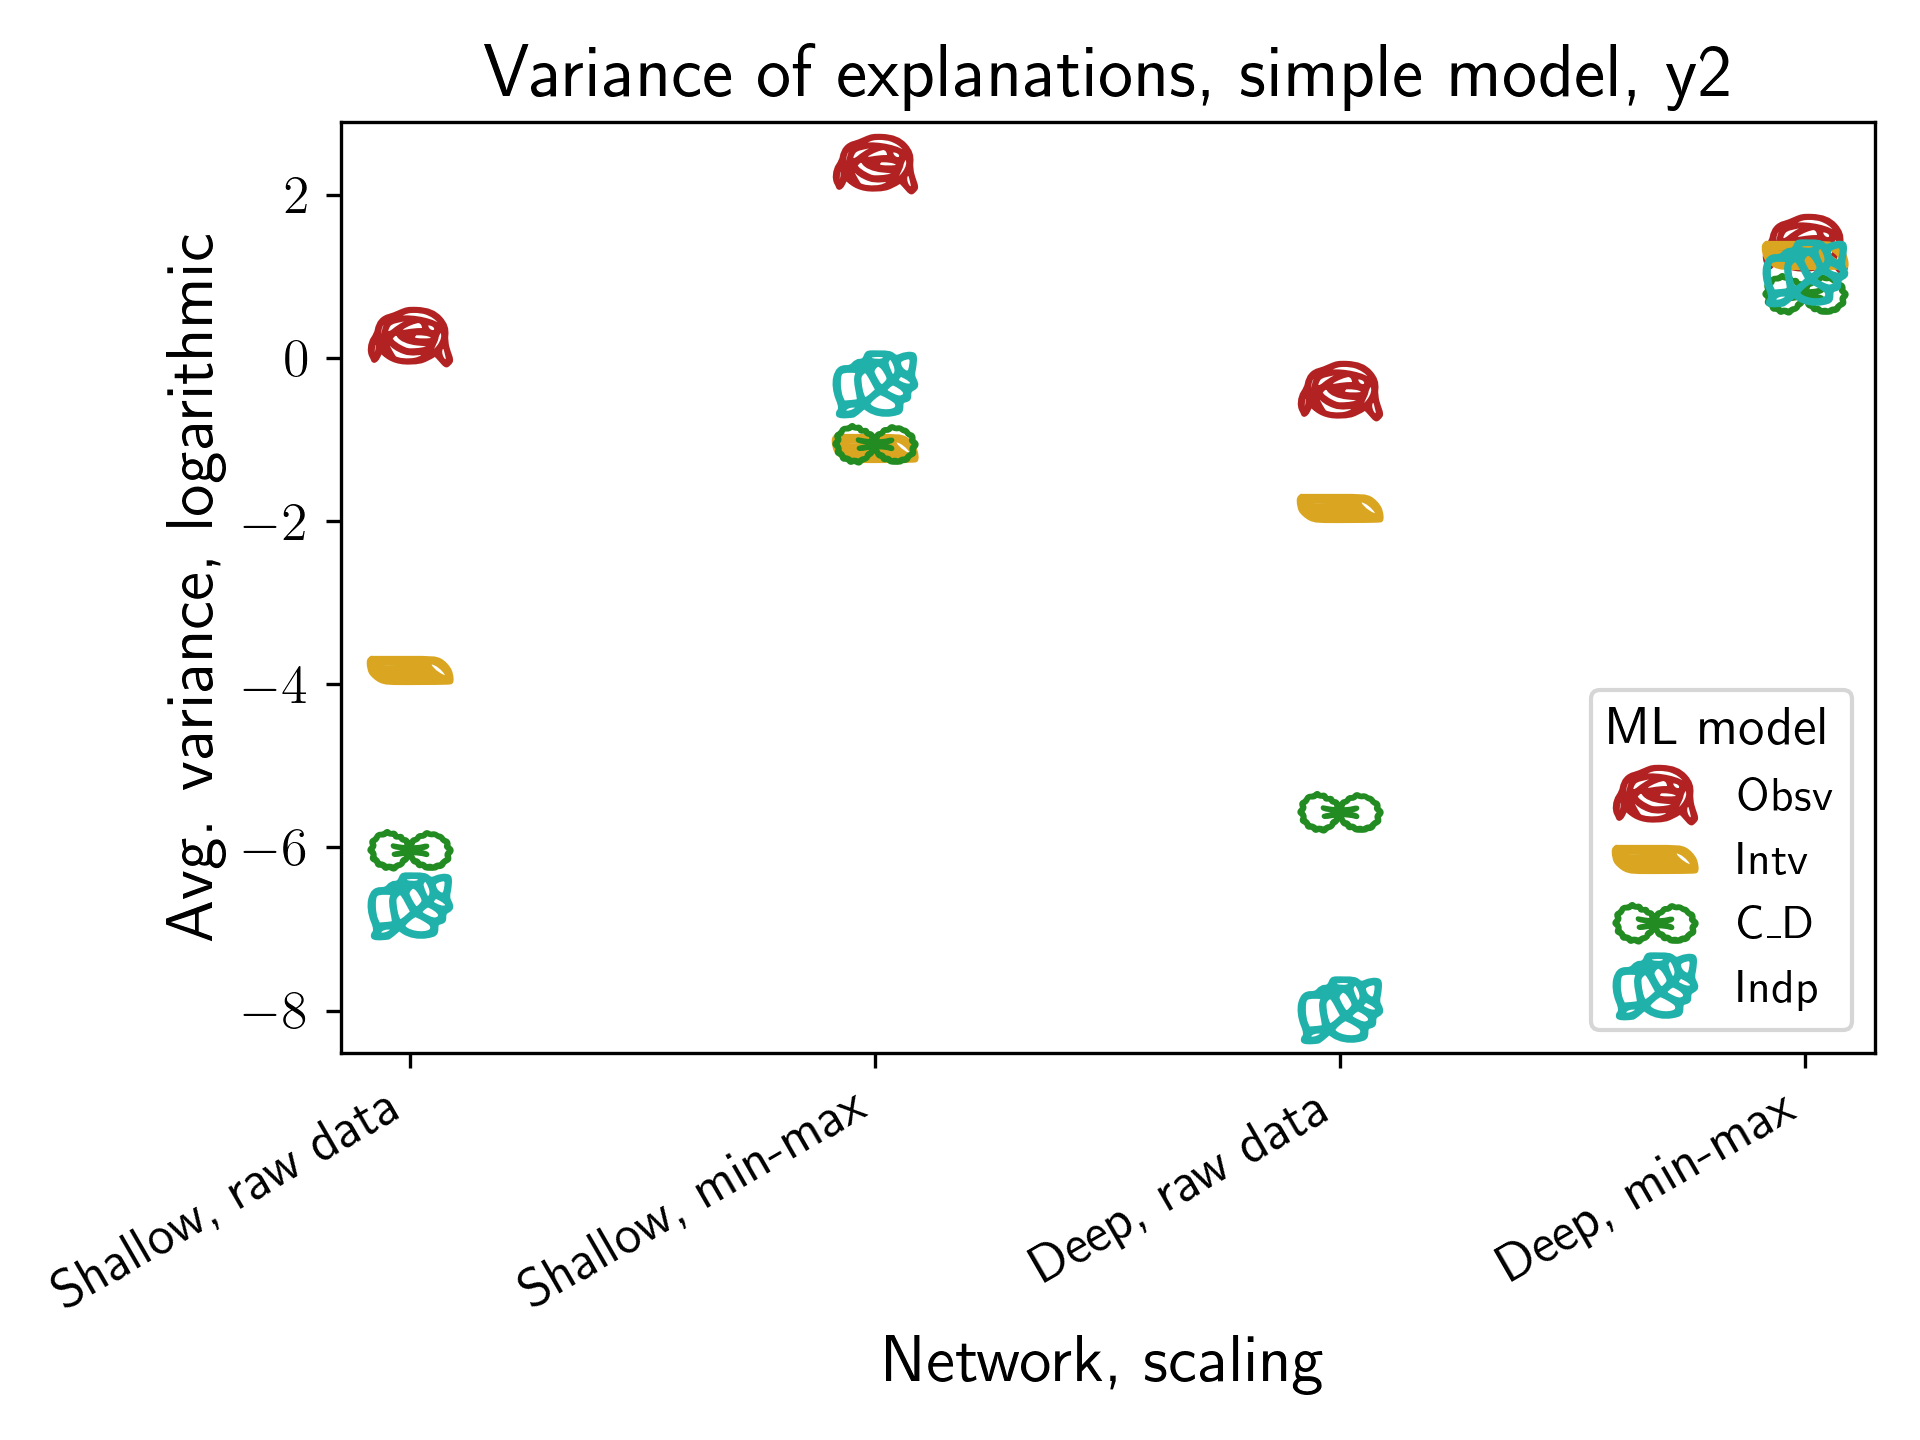 Variance of explanations, simple model, y2
Avg. variance, logarithmic
2
0
−2
−4
−6
−8
ML model
Obsv
Intv
C_D
Indp
Shallow, raw data
Shallow, min-max
Deep, raw data
Deep, min-max
Network, scaling